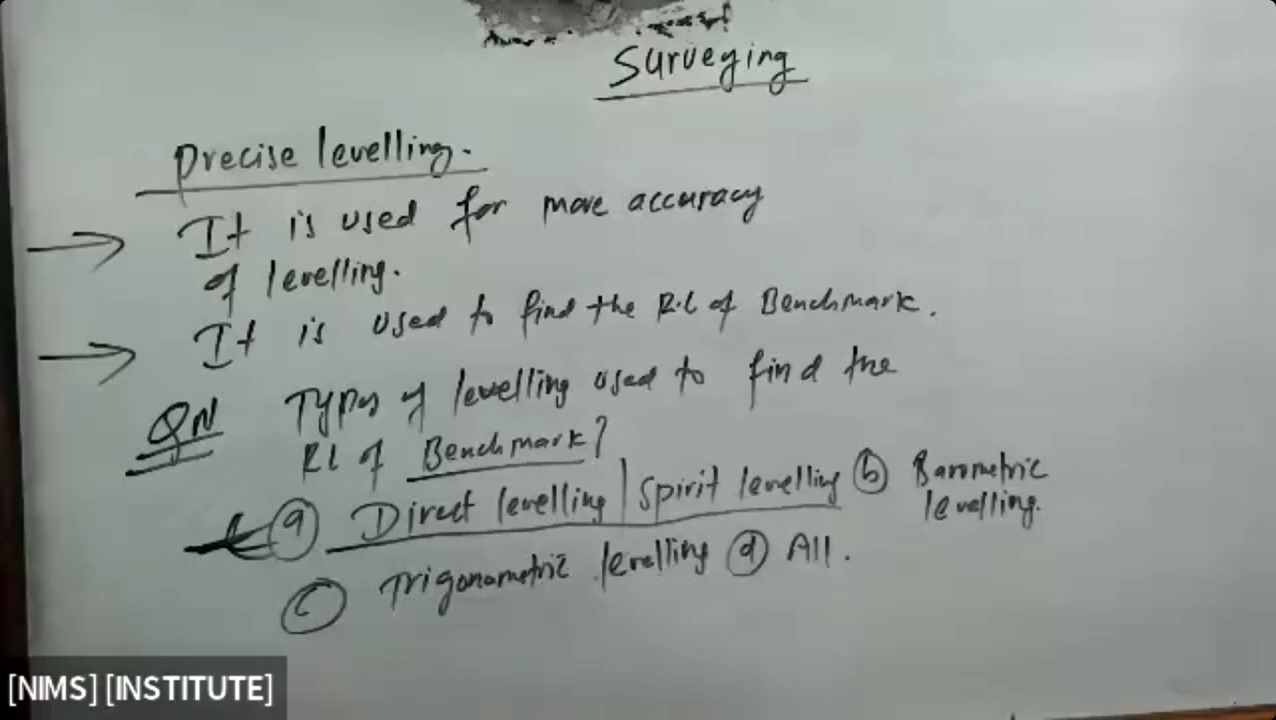 Surveying
Precise levelling.
It is used for more accuracy
of levelling.
It is used to find the R.L of Benchmark.
QN Types of levelling used to find the
RL of Benchmark?
(a) Direct levelling / Spirit levelling (b) Barometric
levelling.
(c) Trigonometric levelling (d) All.
[NIMS] [INSTITUTE]